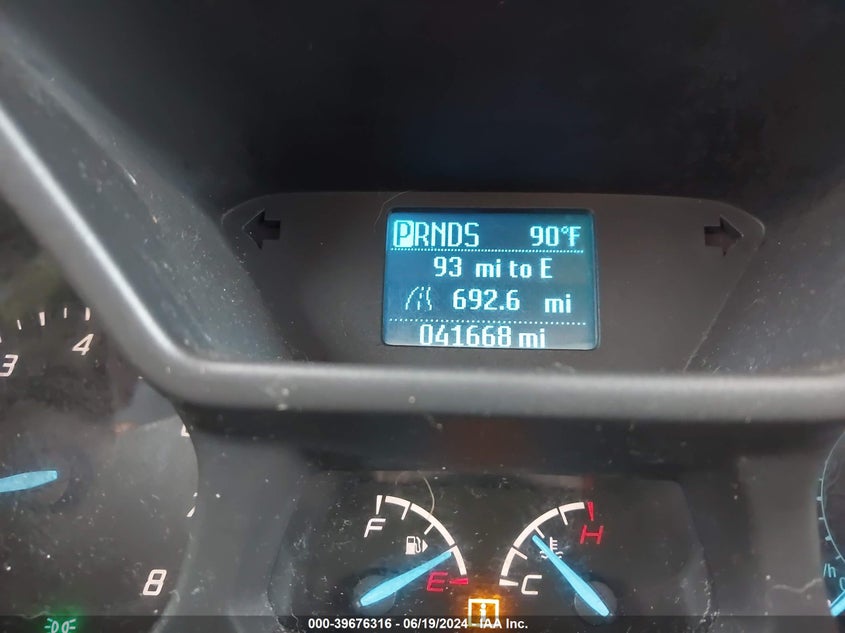 PRNDS 90°F
93 mi to E
692.6 mi
041668 mi
3
4
8
F
E
C
H
/h
000-39676316 - 06/19/2024 - IAA Inc.